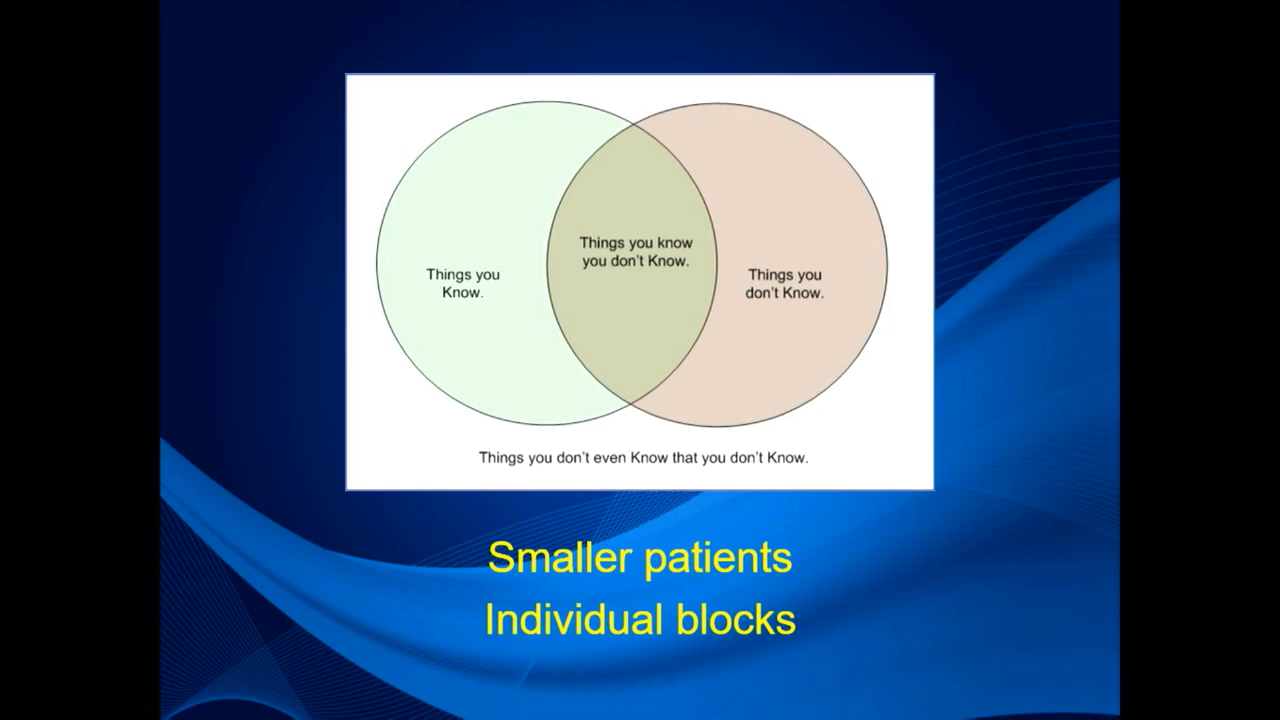 Things you know
you don't Know.
Things you
Know.
Things you
don't Know.
Things you don't even Know that you don't Know.
Smaller patients
Individual blocks